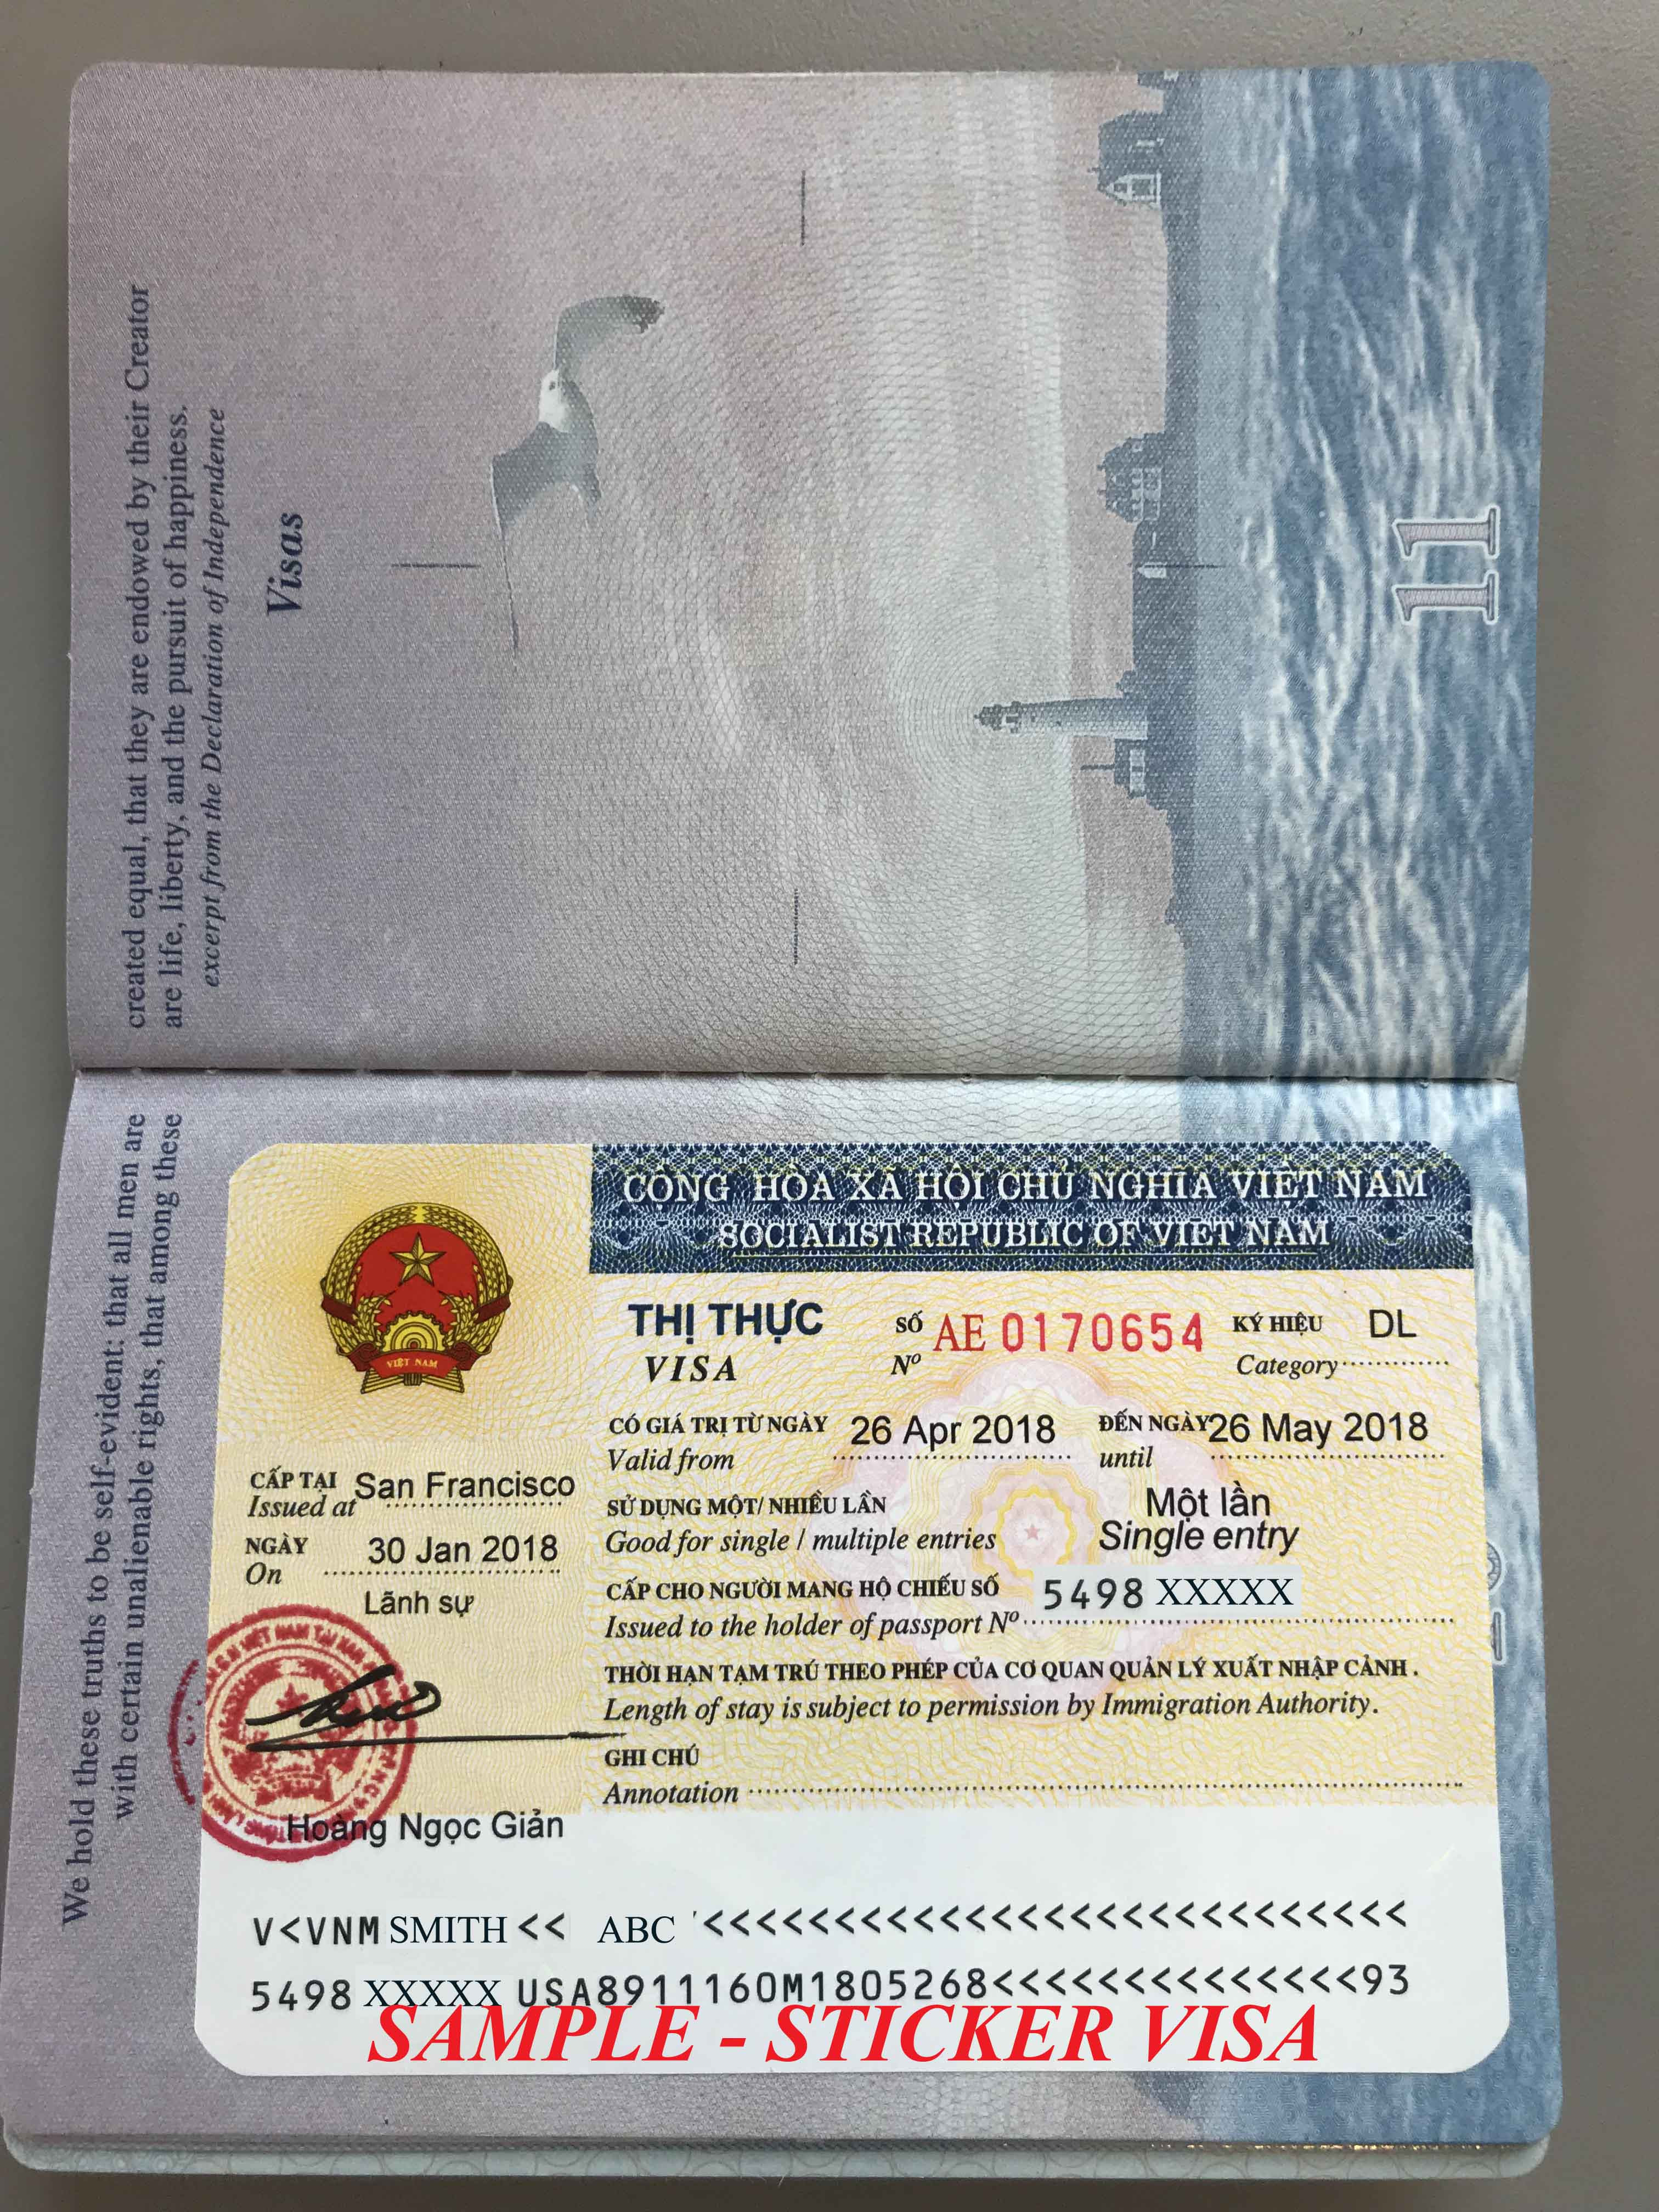 We hold these truths to be self-evident: that all men are
with certain unalienable rights, that among these
created equal, that they are endowed by their Creator
are life, liberty, and the pursuit of happiness.
excerpt from the Declaration of Independence
Visas
11
CỘNG HÒA XÃ HỘI CHỦ NGHĨA VIỆT NAM
SOCIALIST REPUBLIC OF VIET NAM
VIỆT NAM
THỊ THỰC
VISA
SỐ AE 0170654
Nº
KÝ HIỆU DL
Category
CÓ GIÁ TRỊ TỪ NGÀY 26 Apr 2018
Valid from
ĐẾN NGÀY 26 May 2018
until
CẤP TẠI San Francisco
Issued at
SỬ DỤNG MỘT/ NHIỀU LẦN Một lần
Good for single / multiple entries Single entry
NGÀY 30 Jan 2018
On
Lãnh sự
CẤP CHO NGƯỜI MANG HỘ CHIẾU SỐ 5498 XXXXX
Issued to the holder of passport Nº
THỜI HẠN TẠM TRÚ THEO PHÉP CỦA CƠ QUAN QUẢN LÝ XUẤT NHẬP CẢNH .
Length of stay is subject to permission by Immigration Authority.
GHI CHÚ
Annotation
Hoàng Ngọc Giản
V<VNM SMITH << ABC <<<<<<<<<<<<<<<<<<<<<<<<<<<
5498 XXXXX USA8911160M1805268<<<<<<<<<<<<<<93
SAMPLE - STICKER VISA